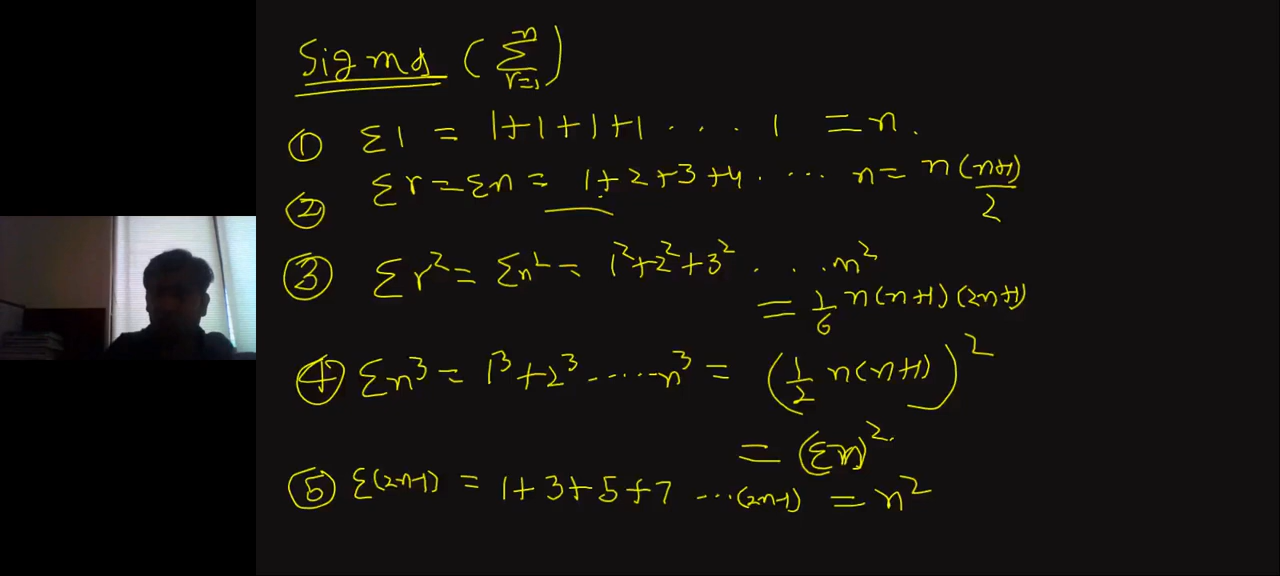 Sigma (∑ⁿᵣ₌₁)
① Σ1 = 1+1+1+1 . . . . 1 = n.
② Σr = Σn = 1+2+3+4 . ... n = n(n+1)/2
③ Σr² = Σn² = 1²+2²+3² . . . . n²
= 1/6 n(n+1)(2n+1)
④ Σn³ = 1³+2³ ......n³ = (1/2 n(n+1))²
= (Σn)².
⑤ Σ(2n-1) = 1+3+5+7 ...(2n-1) = n²